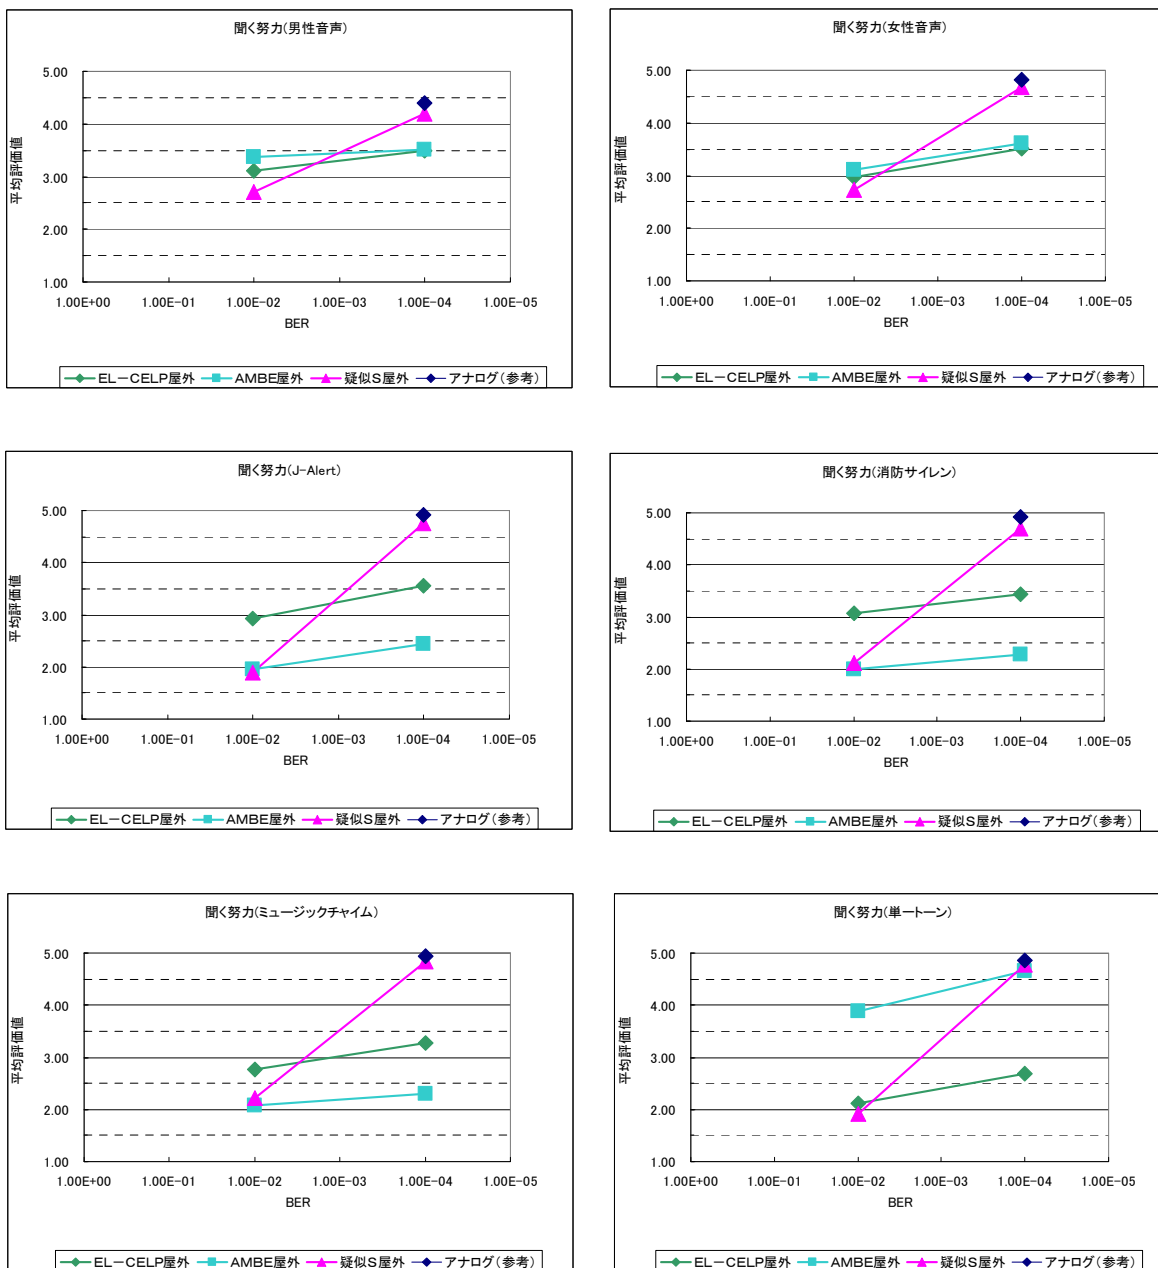 聞く努力(男性音声)
5.00
4.00
3.00
2.00
1.00
平均評価値
1.00E+00 1.00E-01 1.00E-02 1.00E-03 1.00E-04 1.00E-05
BER
EL－CELP屋外 AMBE屋外 疑似S屋外 アナログ(参考)
聞く努力(女性音声)
5.00
4.00
3.00
2.00
1.00
平均評価値
1.00E+00 1.00E-01 1.00E-02 1.00E-03 1.00E-04 1.00E-05
BER
EL－CELP屋外 AMBE屋外 疑似S屋外 アナログ(参考)
聞く努力(J-Alert)
5.00
4.00
3.00
2.00
1.00
平均評価値
1.00E+00 1.00E-01 1.00E-02 1.00E-03 1.00E-04 1.00E-05
BER
EL－CELP屋外 AMBE屋外 疑似S屋外 アナログ(参考)
聞く努力(消防サイレン)
5.00
4.00
3.00
2.00
1.00
平均評価値
1.00E+00 1.00E-01 1.00E-02 1.00E-03 1.00E-04 1.00E-05
BER
EL－CELP屋外 AMBE屋外 疑似S屋外 アナログ(参考)
聞く努力(ミュージックチャイム)
5.00
4.00
3.00
2.00
1.00
平均評価値
1.00E+00 1.00E-01 1.00E-02 1.00E-03 1.00E-04 1.00E-05
BER
EL－CELP屋外 AMBE屋外 疑似S屋外 アナログ(参考)
聞く努力(単一トーン)
5.00
4.00
3.00
2.00
1.00
平均評価値
1.00E+00 1.00E-01 1.00E-02 1.00E-03 1.00E-04 1.00E-05
BER
EL－CELP屋外 AMBE屋外 疑似S屋外 アナログ(参考)